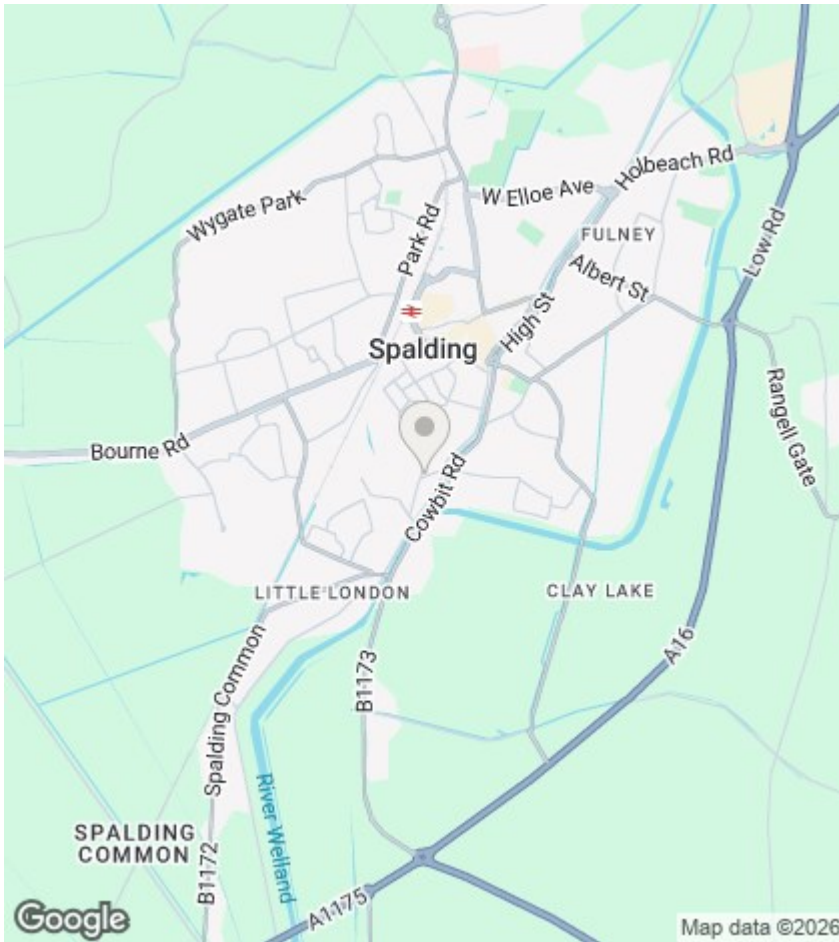 Holbeach Rd
W Elloe Ave
Wygate Park
Park Rd
FULNEY
Low Rd
Albert St
High St
Spalding
Rangell Gate
Bourne Rd
Cowbit Rd
LITTLE LONDON
CLAY LAKE
A16
B1173
Spalding Common
River Welland
SPALDING
COMMON
B1172
A1175
Google
Map data ©2026